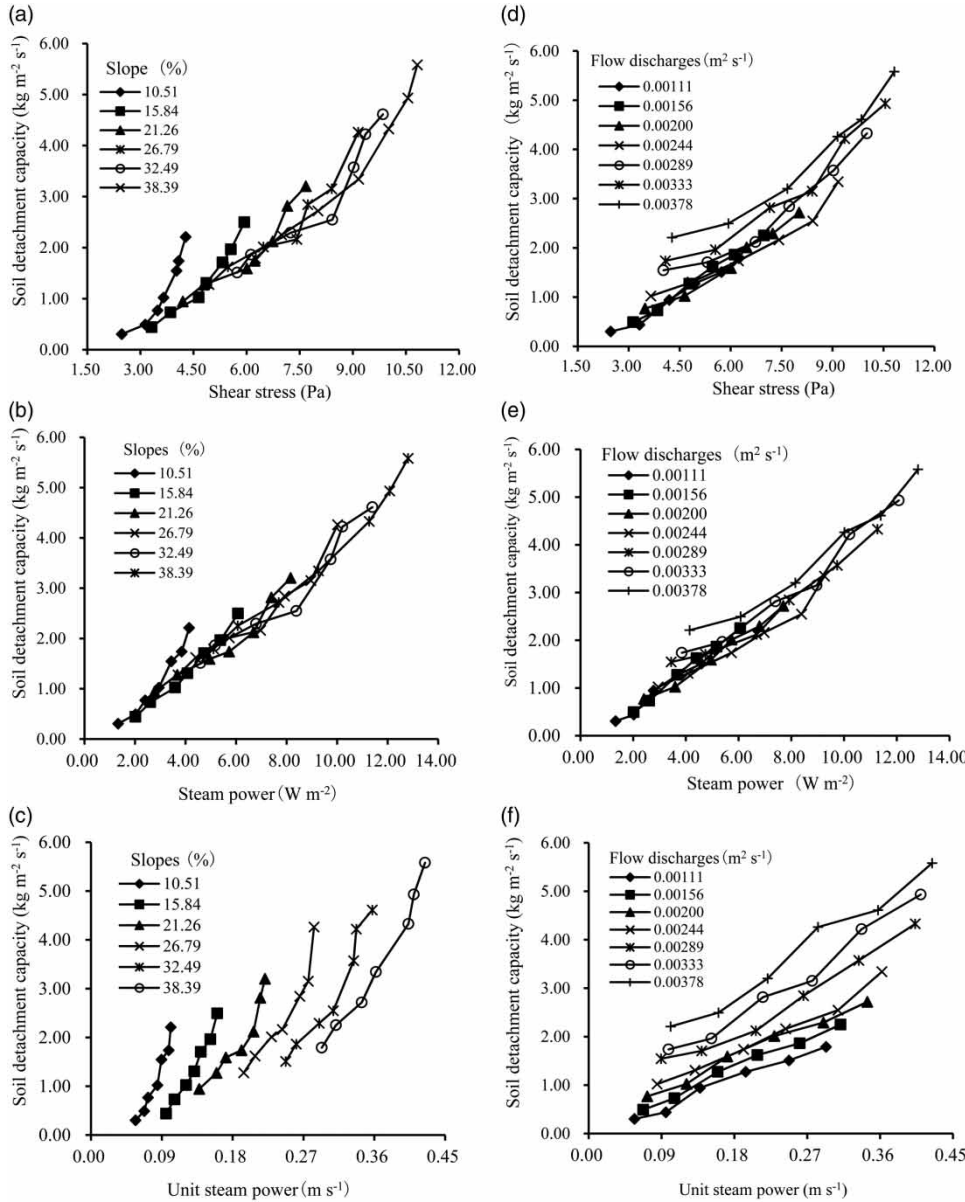 (a)
Soil detachment capacity (kg m-2 s-1)
6.00
5.00
4.00
3.00
2.00
1.00
0.00
Slope (%)
10.51
15.84
21.26
26.79
32.49
38.39
1.50 3.00 4.50 6.00 7.50 9.00 10.50 12.00
Shear stress (Pa)
(d)
Soil detachment capacity (kg m-2 s-1)
6.00
5.00
4.00
3.00
2.00
1.00
0.00
Flow discharges (m2 s-1)
0.00111
0.00156
0.00200
0.00244
0.00289
0.00333
0.00378
1.50 3.00 4.50 6.00 7.50 9.00 10.50 12.00
Shear stress (Pa)
(b)
Soil detachment capacity (kg m-2 s-1)
6.00
5.00
4.00
3.00
2.00
1.00
0.00
Slopes (%)
10.51
15.84
21.26
26.79
32.49
38.39
0.00 2.00 4.00 6.00 8.00 10.00 12.00 14.00
Steam power (W m-2)
(e)
Soil detachment capacity (kg m-2 s-1)
6.00
5.00
4.00
3.00
2.00
1.00
0.00
Flow discharges (m2 s-1)
0.00111
0.00156
0.00200
0.00244
0.00289
0.00333
0.00378
0.00 2.00 4.00 6.00 8.00 10.00 12.00 14.00
Steam power (W m-2)
(c)
Soil detachment capacity (kg m-2 s-1)
6.00
5.00
4.00
3.00
2.00
1.00
0.00
Slopes (%)
10.51
15.84
21.26
26.79
32.49
38.39
0.00 0.09 0.18 0.27 0.36 0.45
Unit steam power (m s-1)
(f)
Soil detachment capacity (kg m-2 s-1)
6.00
5.00
4.00
3.00
2.00
1.00
0.00
Flow discharges (m2 s-1)
0.00111
0.00156
0.00200
0.00244
0.00289
0.00333
0.00378
0.00 0.09 0.18 0.27 0.36 0.45
Unit steam power (m s-1)